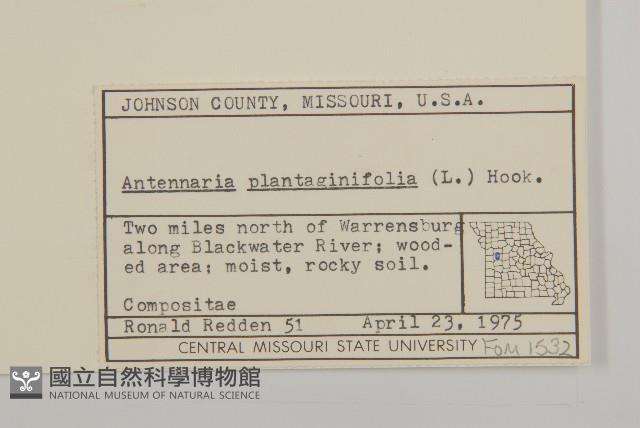 JOHNSON COUNTY, MISSOURI, U.S.A.
Antennaria plantaginifolia (L.) Hook.
Two miles north of Warrensburg
along Blackwater River; wood-
ed area; moist, rocky soil.
Compositae
Ronald Redden 51 April 23, 1975
CENTRAL MISSOURI STATE UNIVERSITY FOM 1532
國立自然科學博物館
NATIONAL MUSEUM OF NATURAL SCIENCE